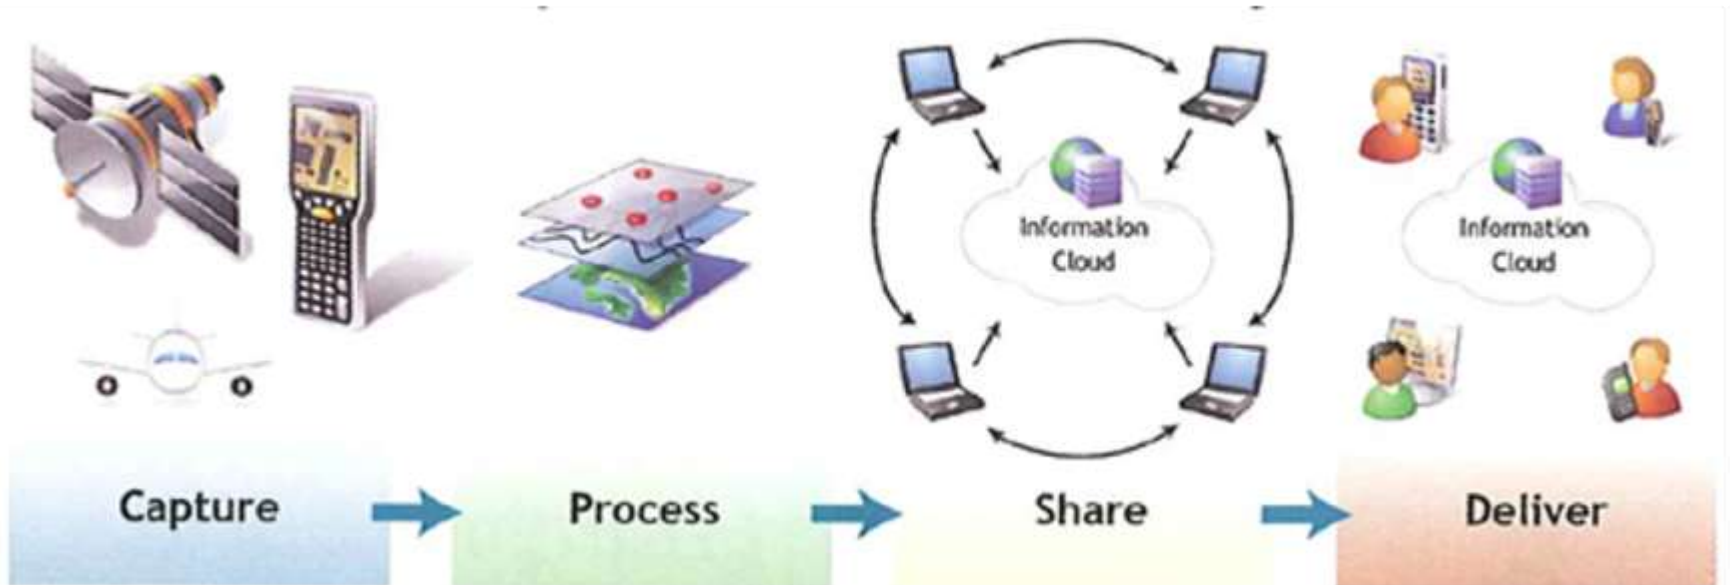 Information
Cloud
Information
Cloud
Capture
Process
Share
Deliver